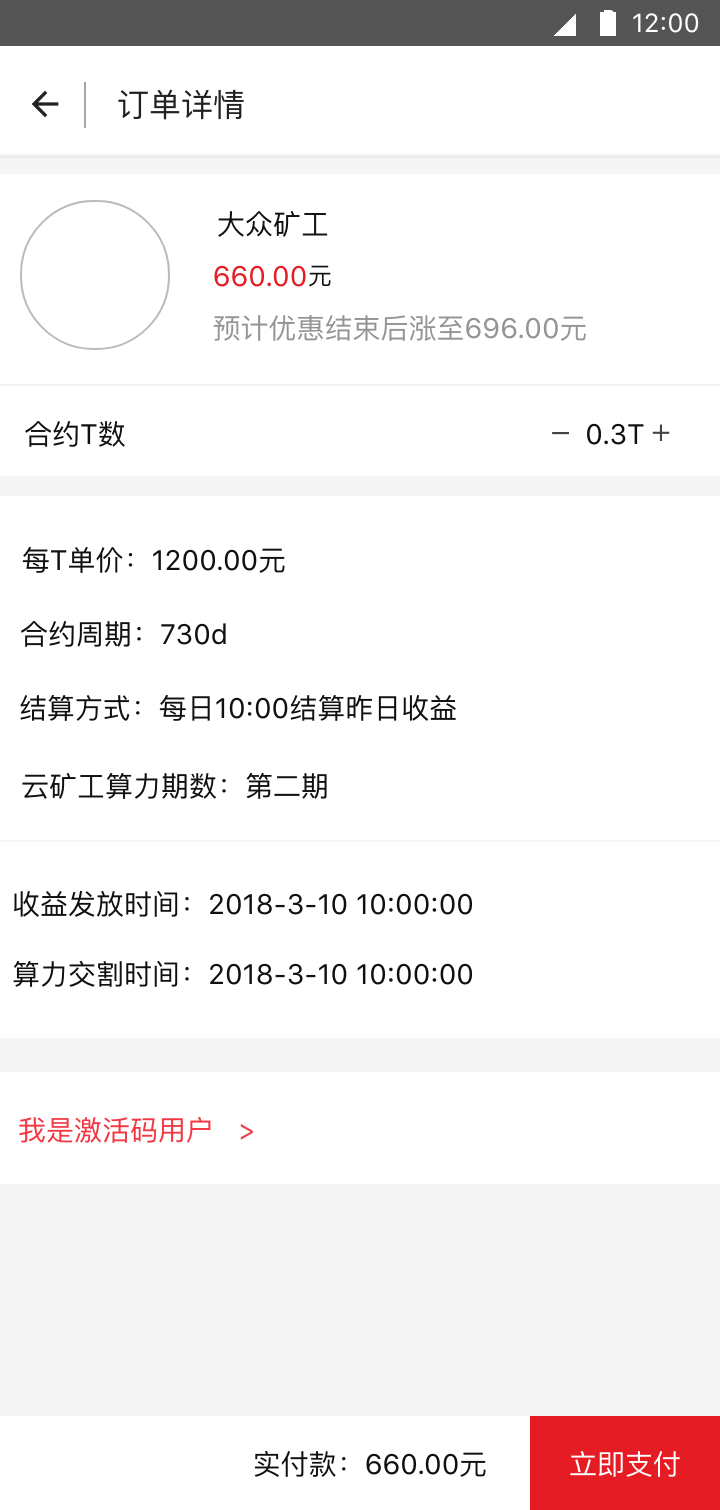 12:00
订单详情
大众矿工
660.00元
预计优惠结束后涨至696.00元
合约T数 − 0.3T +
每T单价：1200.00元
合约周期：730d
结算方式：每日10:00结算昨日收益
云矿工算力期数：第二期
收益发放时间：2018-3-10 10:00:00
算力交割时间：2018-3-10 10:00:00
我是激活码用户 >
实付款：660.00元 立即支付